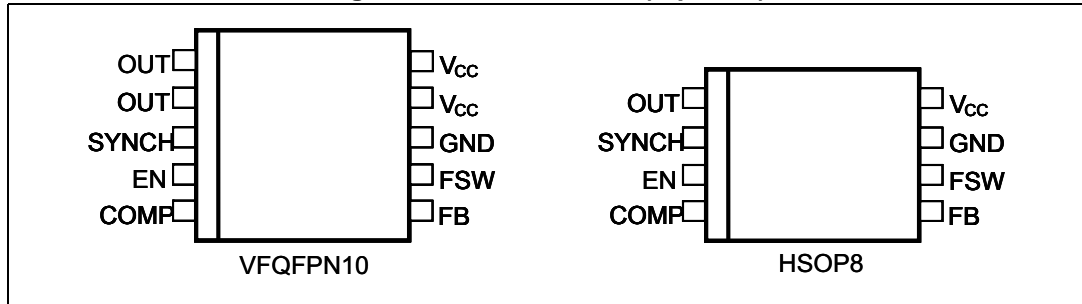 OUT VCC
OUT VCC
SYNCH GND
EN FSW
COMP FB
VFQFPN10
OUT VCC
SYNCH GND
EN FSW
COMP FB
HSOP8